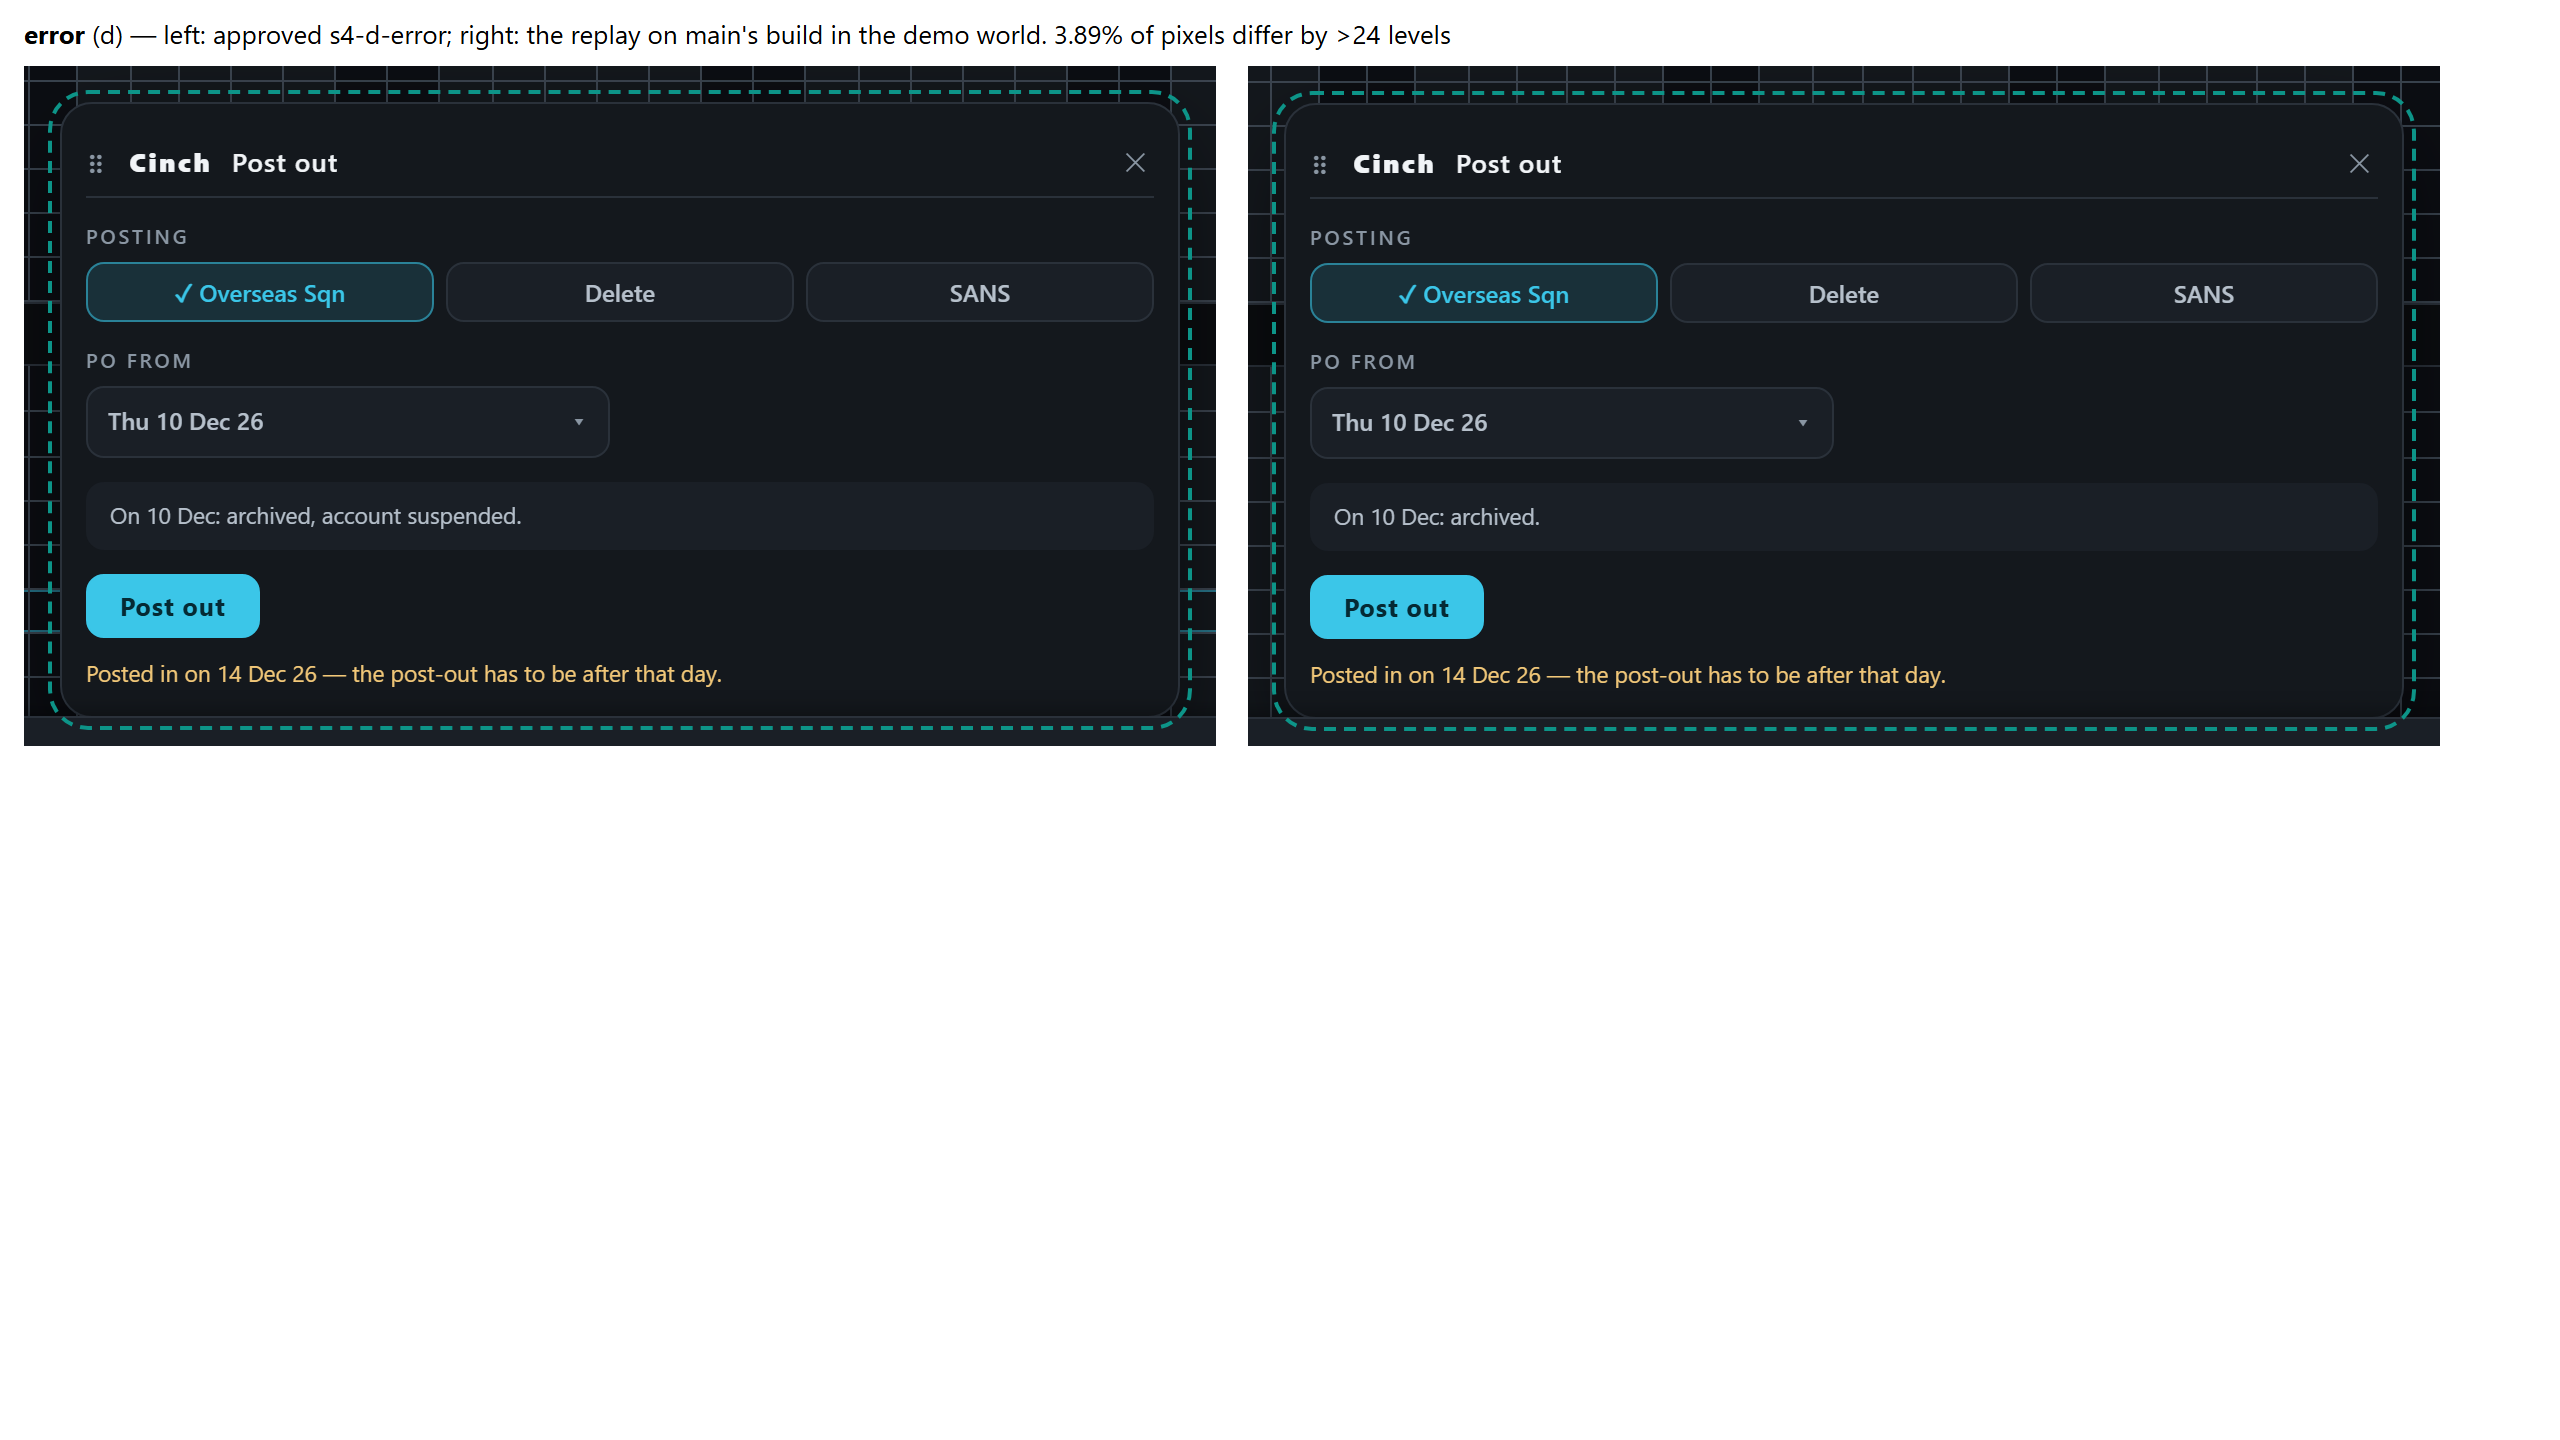 error (d) — left: approved s4-d-error; right: the replay on main's build in the demo world. 3.89% of pixels differ by >24 levels
Cinch Post out
POSTING
✓ Overseas Sqn Delete SANS
PO FROM
Thu 10 Dec 26
On 10 Dec: archived, account suspended.
Post out
Posted in on 14 Dec 26 — the post-out has to be after that day.
Cinch Post out
POSTING
✓ Overseas Sqn Delete SANS
PO FROM
Thu 10 Dec 26
On 10 Dec: archived.
Post out
Posted in on 14 Dec 26 — the post-out has to be after that day.